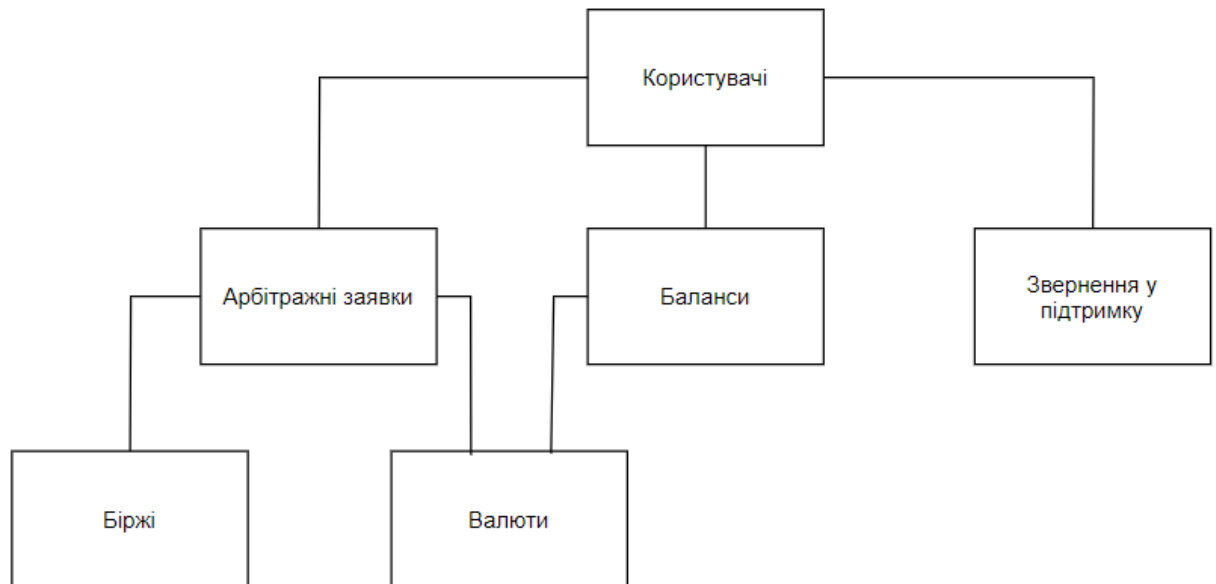 Користувачі
Арбітражні заявки
Баланси
Звернення у
підтримку
Біржі
Валюти